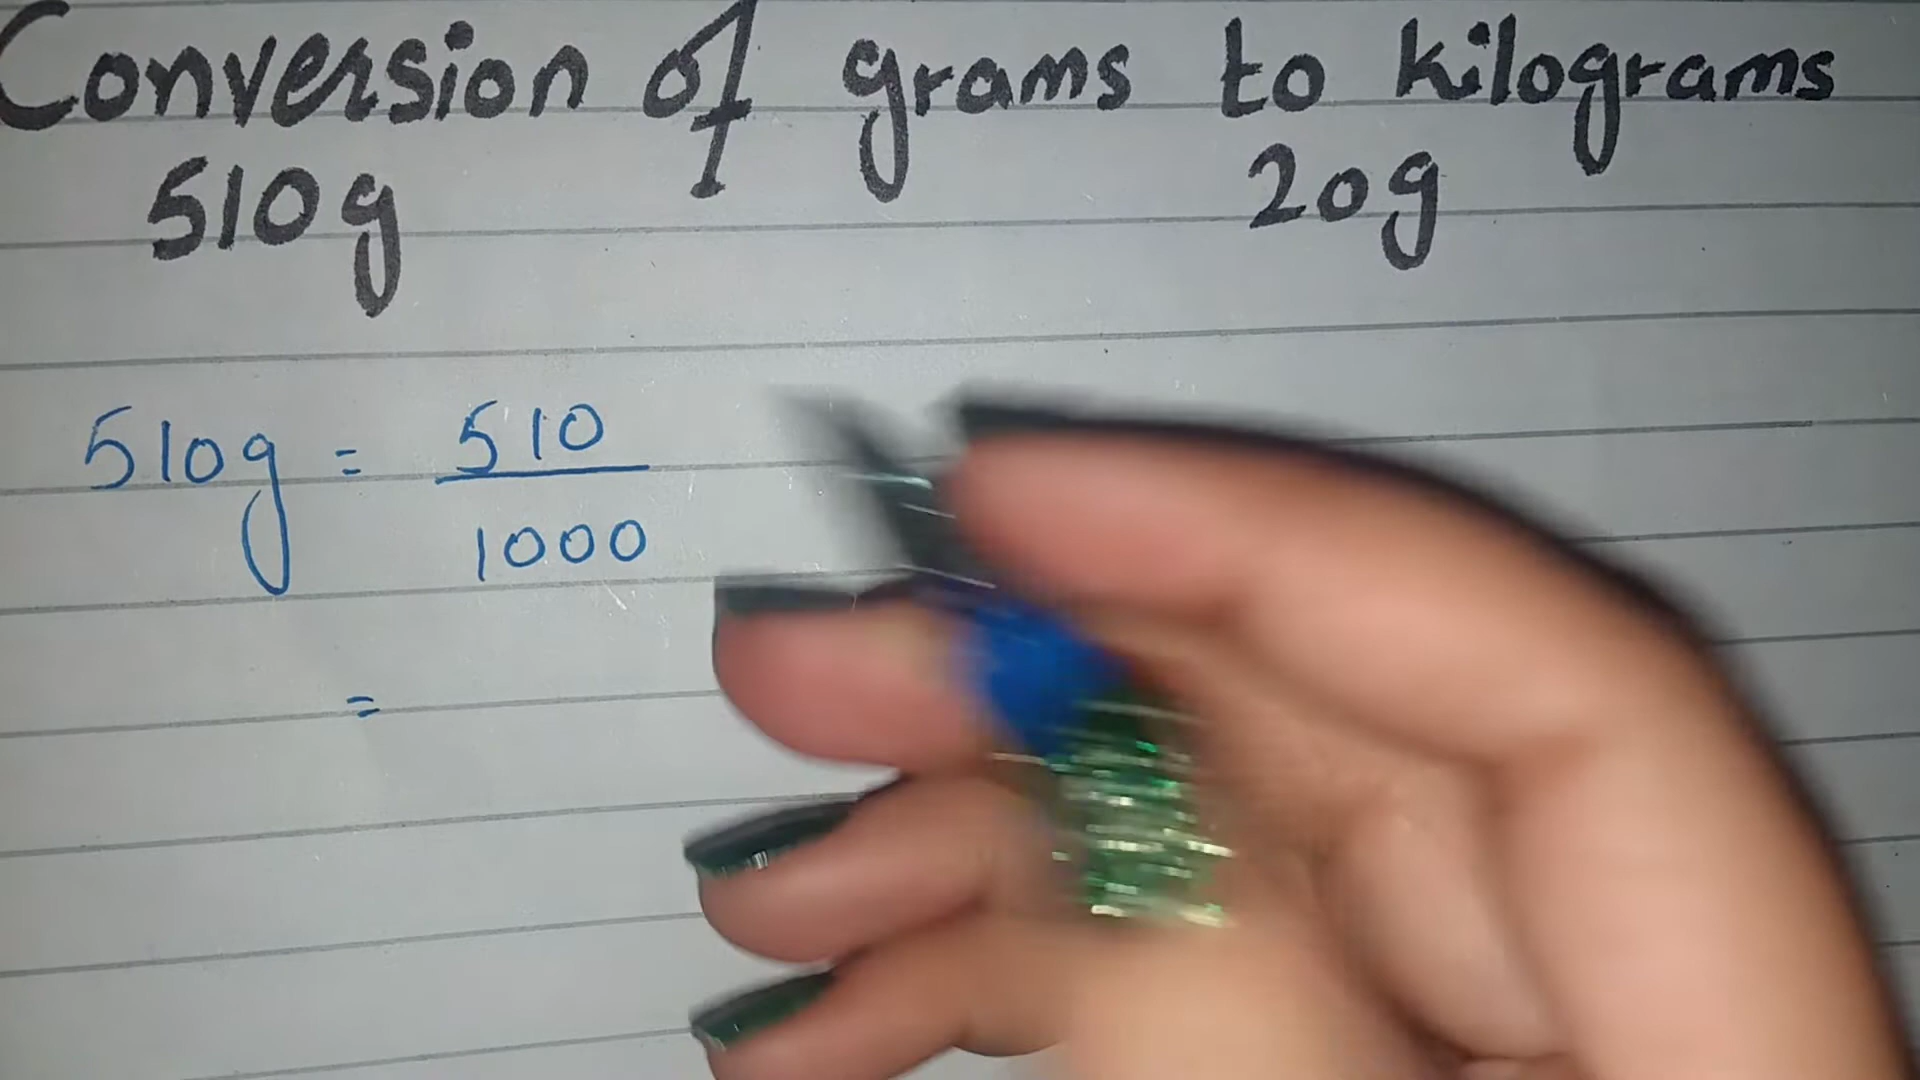 Conversion of grams to kilograms
510g 20g
510g = 510
1000
=